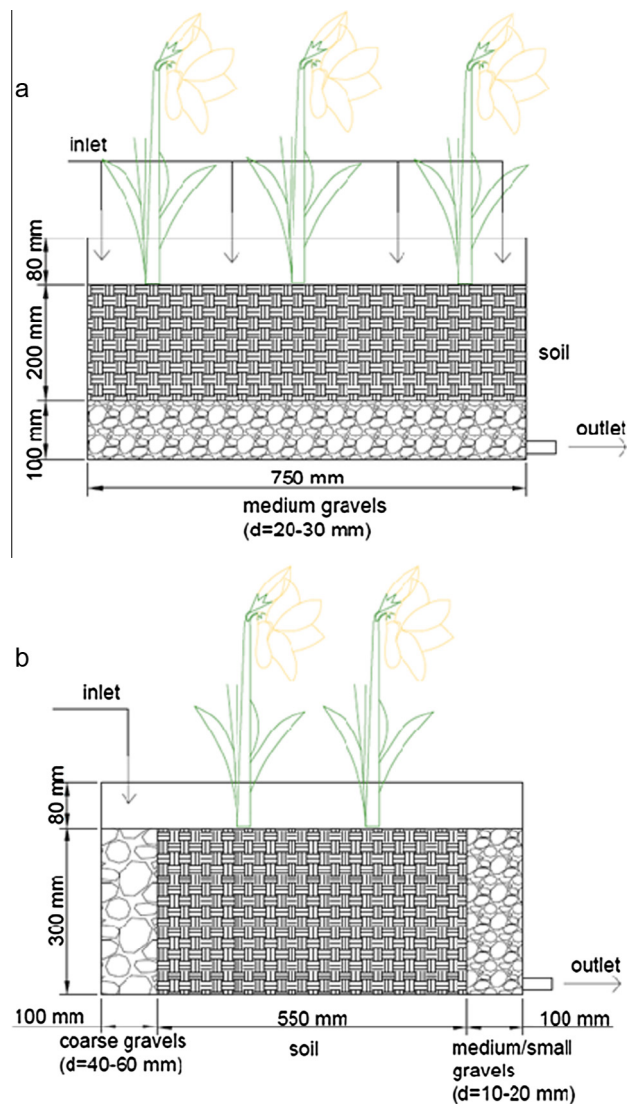 a
inlet
80 mm
200 mm
soil
100 mm
outlet
750 mm
medium gravels
(d=20-30 mm)
b
inlet
80 mm
300 mm
outlet
100 mm
550 mm
100 mm
coarse gravels
(d=40-60 mm)
soil
medium/small
gravels
(d=10-20 mm)